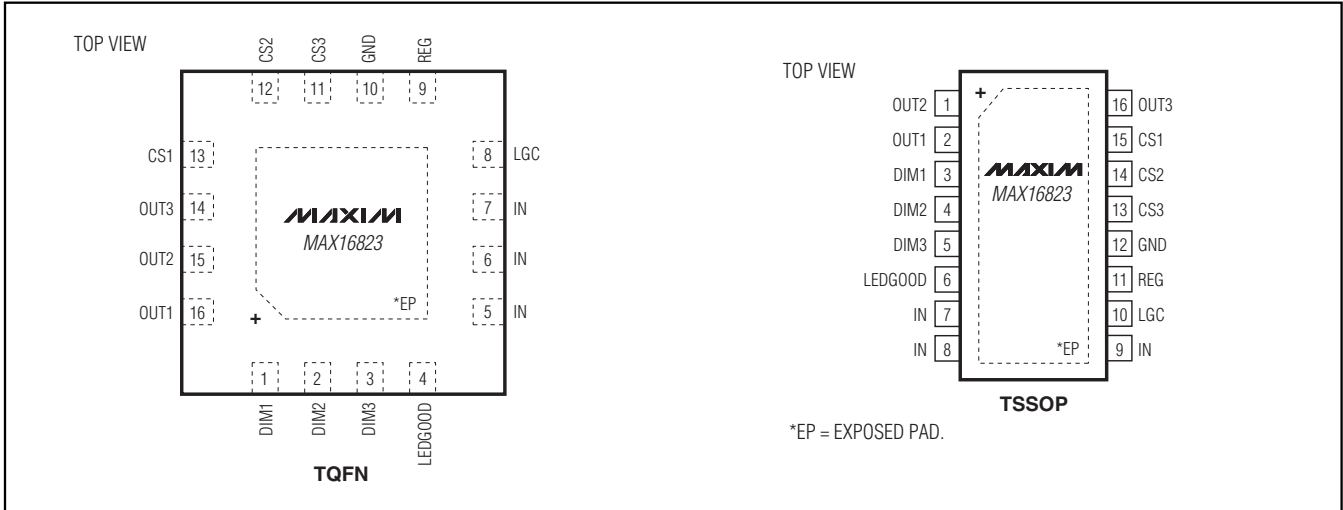 TOP VIEW
CS2
CS3
GND
REG
12
11
10
9
CS1 13
8 LGC
OUT3 14
7 IN
OUT2 15
6 IN
OUT1 16
5 IN
MAXIM
MAX16823
*EP
+
1
2
3
4
DIM1
DIM2
DIM3
LEDGOOD
TQFN
TOP VIEW
+
OUT2 1
16 OUT3
OUT1 2
15 CS1
DIM1 3
14 CS2
DIM2 4
13 CS3
DIM3 5
12 GND
LEDGOOD 6
11 REG
IN 7
10 LGC
IN 8
9 IN
MAXIM
MAX16823
*EP
TSSOP
*EP = EXPOSED PAD.